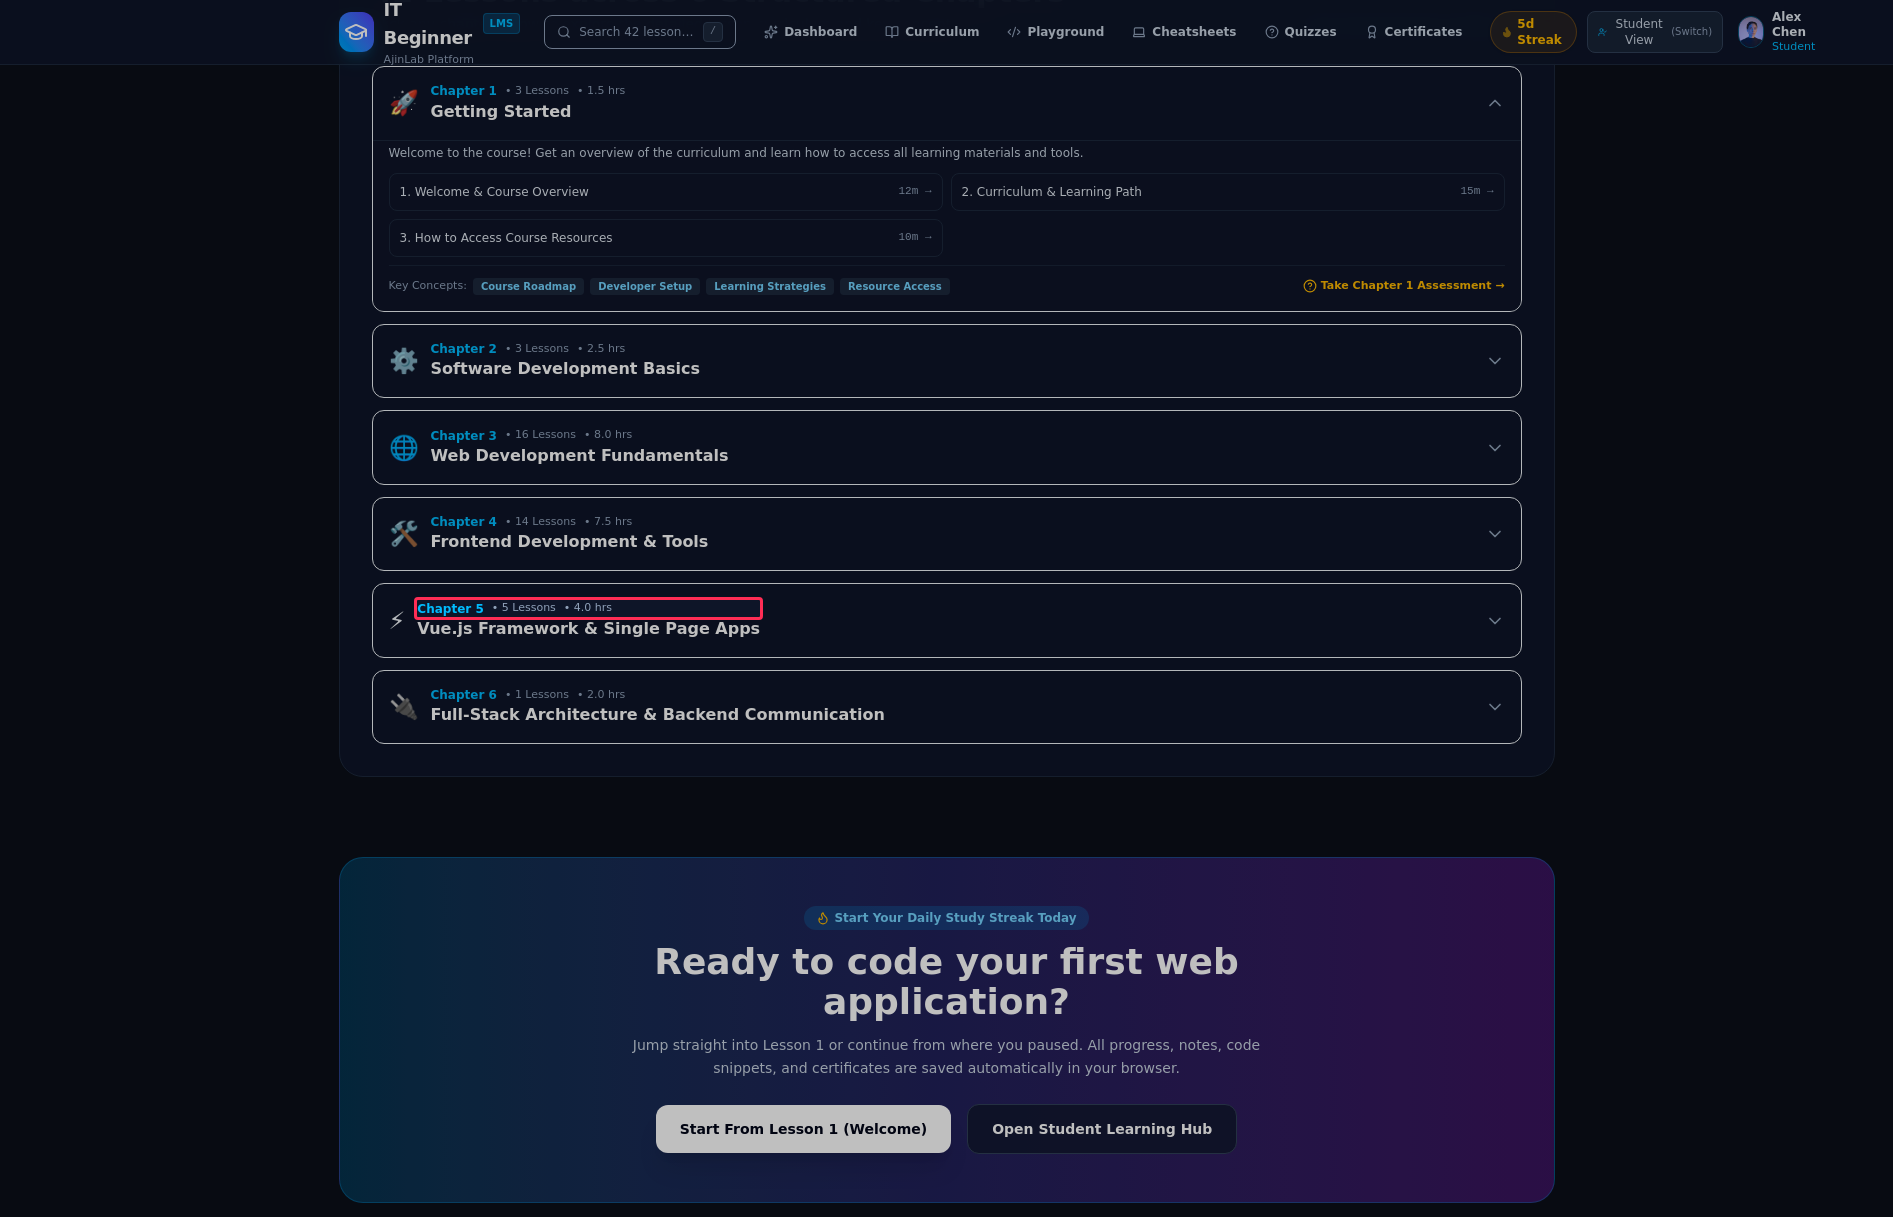 IT
Beginner
LMS
AjinLab Platform
Search 42 lesson...
/
Dashboard
Curriculum
Playground
Cheatsheets
Quizzes
Certificates
5d
Streak
Student
View
(Switch)
Alex
Chen
Student
Chapter 1 • 3 Lessons • 1.5 hrs
Getting Started
Welcome to the course! Get an overview of the curriculum and learn how to access all learning materials and tools.
1. Welcome & Course Overview 12m →
2. Curriculum & Learning Path 15m →
3. How to Access Course Resources 10m →
Key Concepts: Course Roadmap Developer Setup Learning Strategies Resource Access
Take Chapter 1 Assessment →
Chapter 2 • 3 Lessons • 2.5 hrs
Software Development Basics
Chapter 3 • 16 Lessons • 8.0 hrs
Web Development Fundamentals
Chapter 4 • 14 Lessons • 7.5 hrs
Frontend Development & Tools
Chapter 5 • 5 Lessons • 4.0 hrs
Vue.js Framework & Single Page Apps
Chapter 6 • 1 Lessons • 2.0 hrs
Full-Stack Architecture & Backend Communication
Start Your Daily Study Streak Today
Ready to code your first web
application?
Jump straight into Lesson 1 or continue from where you paused. All progress, notes, code
snippets, and certificates are saved automatically in your browser.
Start From Lesson 1 (Welcome)
Open Student Learning Hub